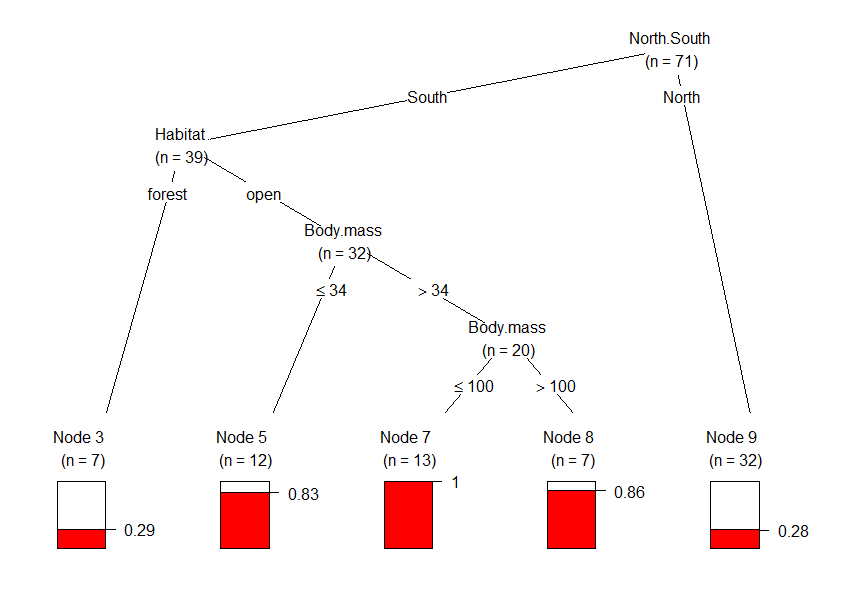 North.South
(n = 71)
South
North
Habitat
(n = 39)
forest
open
Body.mass
(n = 32)
≤ 34
> 34
Body.mass
(n = 20)
≤ 100
> 100
Node 3
(n = 7)
0.29
Node 5
(n = 12)
0.83
Node 7
(n = 13)
1
Node 8
(n = 7)
0.86
Node 9
(n = 32)
0.28